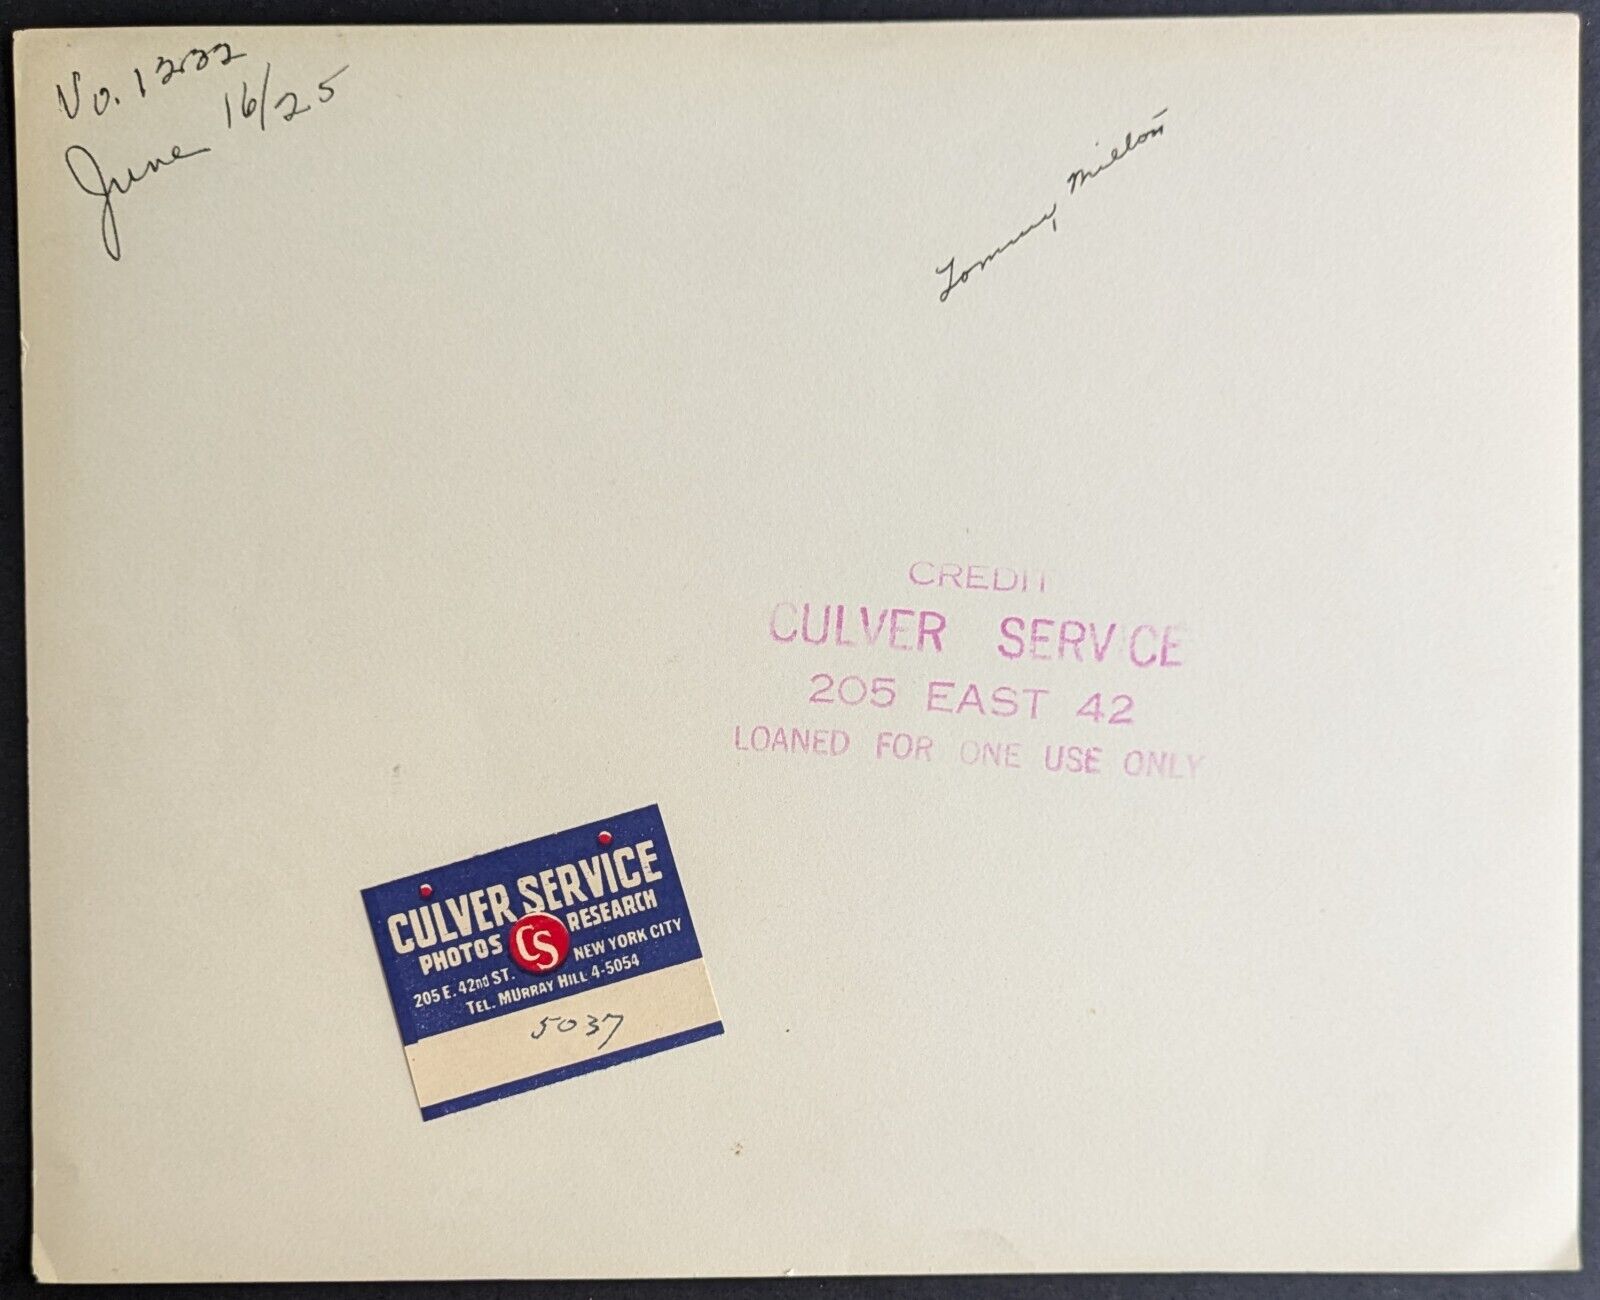 No. 12132
June 16/25
Tommy Milton
CREDIT
CULVER SERVICE
205 EAST 42
LOANED FOR ONE USE ONLY
CULVER SERVICE
PHOTOS CS RESEARCH
205 E. 42nd ST. NEW YORK CITY
TEL. MURRAY HILL 4-5054
5037